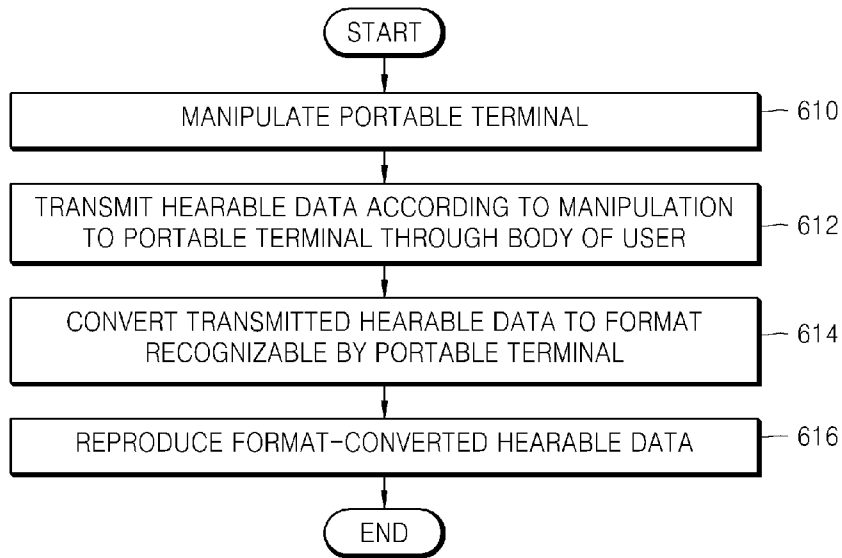 START
MANIPULATE PORTABLE TERMINAL
610
TRANSMIT HEARABLE DATA ACCORDING TO MANIPULATION
TO PORTABLE TERMINAL THROUGH BODY OF USER
612
CONVERT TRANSMITTED HEARABLE DATA TO FORMAT
RECOGNIZABLE BY PORTABLE TERMINAL
614
REPRODUCE FORMAT-CONVERTED HEARABLE DATA
616
END